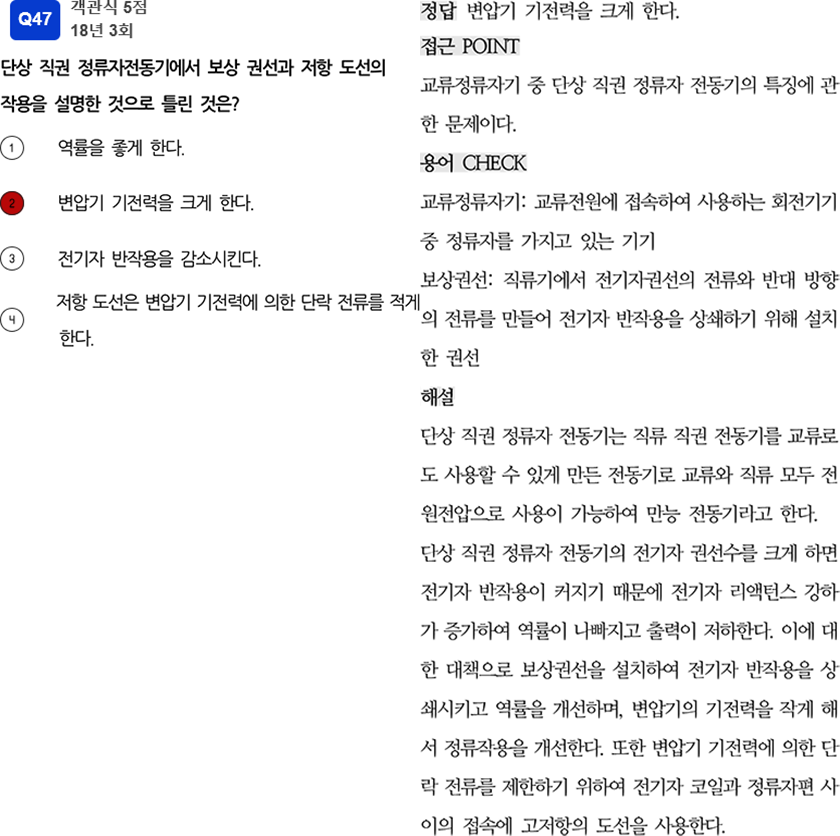 Q47
객관식 5점
18년 3회
단상 직권 정류자전동기에서 보상 권선과 저항 도선의
작용을 설명한 것으로 틀린 것은?
1 역률을 좋게 한다.
2 변압기 기전력을 크게 한다.
3 전기자 반작용을 감소시킨다.
4 저항 도선은 변압기 기전력에 의한 단락 전류를 적게
한다.
정답 변압기 기전력을 크게 한다.
접근 POINT
교류정류자기 중 단상 직권 정류자 전동기의 특징에 관
한 문제이다.
용어 CHECK
교류정류자기: 교류전원에 접속하여 사용하는 회전기기
중 정류자를 가지고 있는 기기
보상권선: 직류기에서 전기자권선의 전류와 반대 방향
의 전류를 만들어 전기자 반작용을 상쇄하기 위해 설치
한 권선
해설
단상 직권 정류자 전동기는 직류 직권 전동기를 교류로
도 사용할 수 있게 만든 전동기로 교류와 직류 모두 전
원전압으로 사용이 가능하여 만능 전동기라고 한다.
단상 직권 정류자 전동기의 전기자 권선수를 크게 하면
전기자 반작용이 커지기 때문에 전기자 리액턴스 강하
가 증가하여 역률이 나빠지고 출력이 저하한다. 이에 대
한 대책으로 보상권선을 설치하여 전기자 반작용을 상
쇄시키고 역률을 개선하며, 변압기의 기전력을 작게 해
서 정류작용을 개선한다. 또한 변압기 기전력에 의한 단
락 전류를 제한하기 위하여 전기자 코일과 정류자편 사
이의 접속에 고저항의 도선을 사용한다.